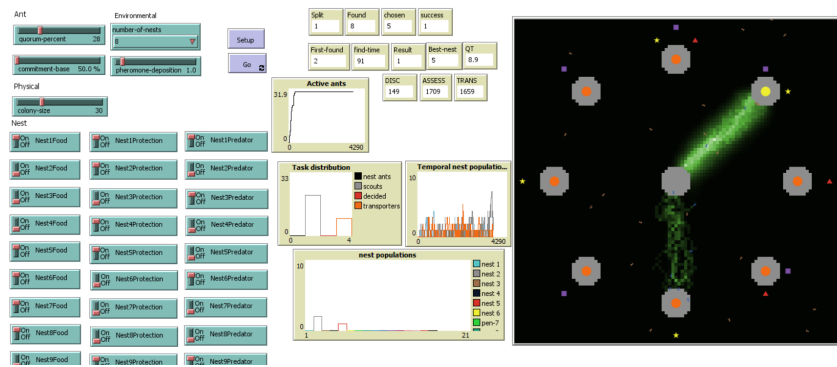 Ant
Environmental
quorum-percent 28
number-of-nests
8
commitment-base 50.0 %
pheromone-deposition 1.0
Physical
colony-size 30
Nest
Setup
Go
Split
1
Found
8
chosen
5
success
1
First-found
2
find-time
91
Result
1
Best-nest
5
QT
8.9
DISC
149
ASSESS
1709
TRANS
1659
Active ants
31.9
0
0
4290
Task distribution
33
0
0
4
nest ants
scouts
decided
transporters
Temporal nest populatio...
10
0
0
4290
nest populations
10
0
1
21
nest 1
nest 2
nest 3
nest 4
nest 5
nest 6
pen-7
On
Off
Nest1Food
On
Off
Nest1Protection
On
Off
Nest1Predator
On
Off
Nest2Food
On
Off
Nest2Protection
On
Off
Nest2Predator
On
Off
Nest3Food
On
Off
Nest3Protection
On
Off
Nest3Predator
On
Off
Nest4Food
On
Off
Nest4Protection
On
Off
Nest4Predator
On
Off
Nest5Food
On
Off
Nest5Protection
On
Off
Nest5Predator
On
Off
Nest6Food
On
Off
Nest6Protection
On
Off
Nest6Predator
On
Off
Nest7Food
On
Off
Nest7Protection
On
Off
Nest7Predator
On
Off
Nest8Food
On
Off
Nest8Protection
On
Off
Nest8Predator
On
Off
Nest9Food
On
Off
Nest9Protection
On
Off
Nest9Predator